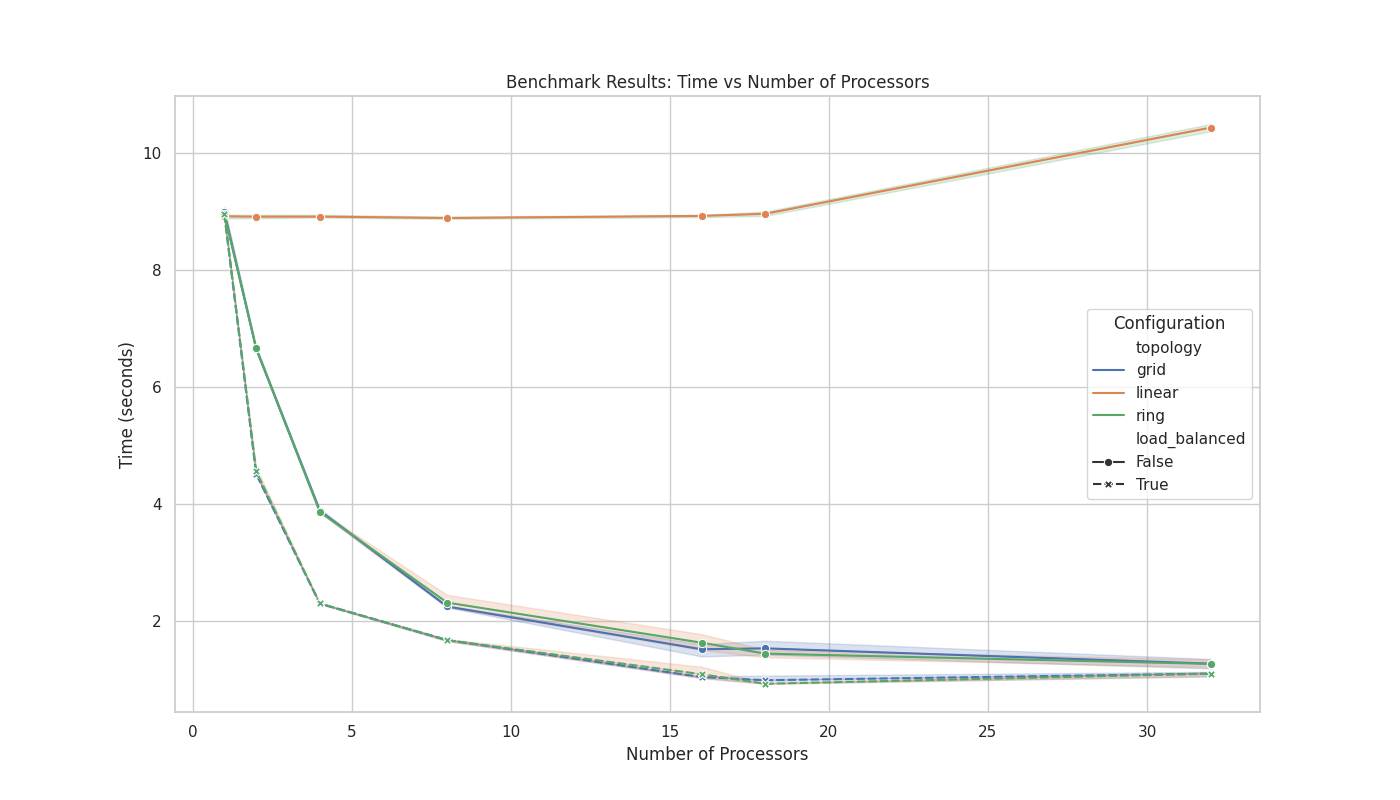 Benchmark Results: Time vs Number of Processors
10
8
6
4
2
Time (seconds)
Configuration
topology
grid
linear
ring
load_balanced
False
True
0 5 10 15 20 25 30
Number of Processors